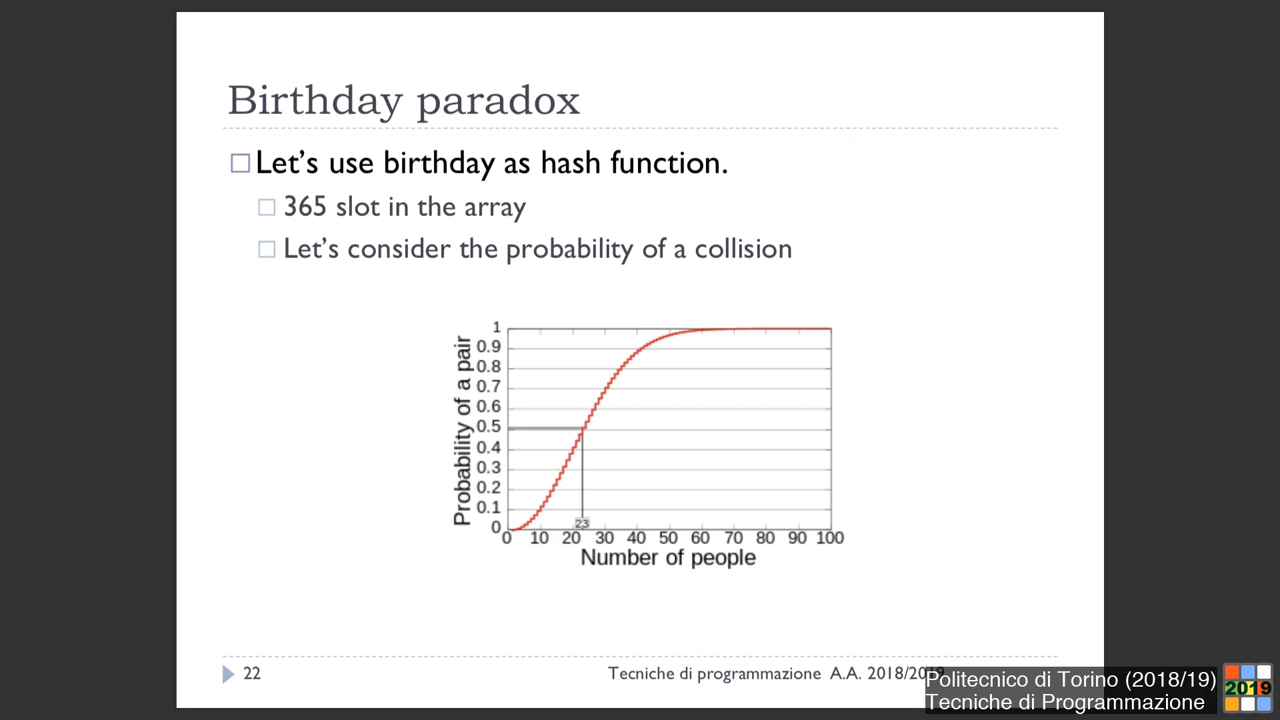 Birthday paradox
Let's use birthday as hash function.
365 slot in the array
Let's consider the probability of a collision
Probability of a pair
1
0.9
0.8
0.7
0.6
0.5
0.4
0.3
0.2
0.1
0
23
0 10 20 30 40 50 60 70 80 90 100
Number of people
22
Tecniche di programmazione A.A. 2018/2019
Politecnico di Torino (2018/19)
Tecniche di Programmazione
2019